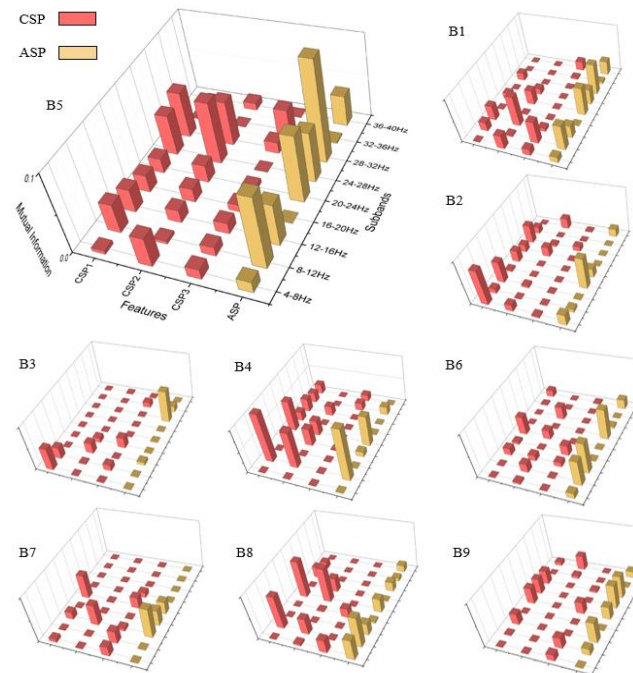 CSP
ASP
B5
0.1
0.0
Mutual Information
CSP1
CSP2
CSP3
ASP
Features
4-8Hz
8-12Hz
12-16Hz
16-20Hz
20-24Hz
24-28Hz
28-32Hz
32-36Hz
36-40Hz
Subbands
B1
B2
B3
B4
B6
B7
B8
B9